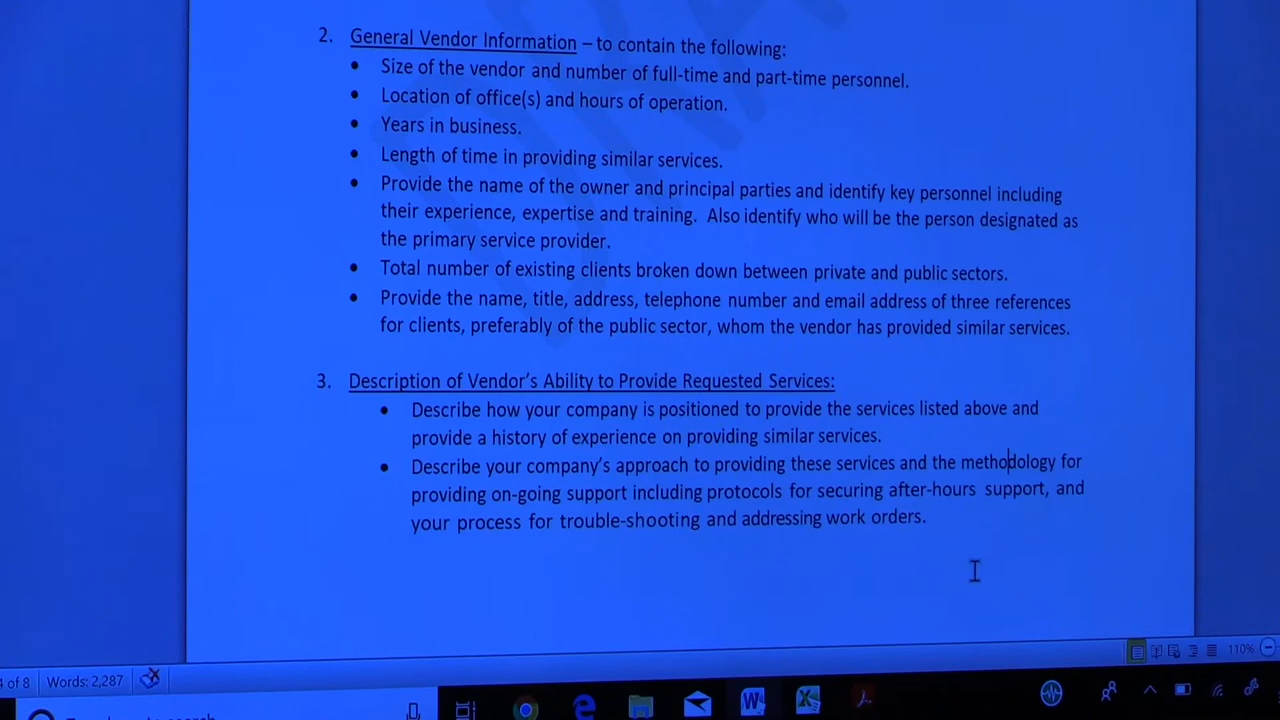 2. General Vendor Information – to contain the following:
• Size of the vendor and number of full-time and part-time personnel.
• Location of office(s) and hours of operation.
• Years in business.
• Length of time in providing similar services.
• Provide the name of the owner and principal parties and identify key personnel including
their experience, expertise and training. Also identify who will be the person designated as
the primary service provider.
• Total number of existing clients broken down between private and public sectors.
• Provide the name, title, address, telephone number and email address of three references
for clients, preferably of the public sector, whom the vendor has provided similar services.
3. Description of Vendor's Ability to Provide Requested Services:
• Describe how your company is positioned to provide the services listed above and
provide a history of experience on providing similar services.
• Describe your company's approach to providing these services and the methodology for
providing on-going support including protocols for securing after-hours support, and
your process for trouble-shooting and addressing work orders.
of 8 Words: 2,287
110%